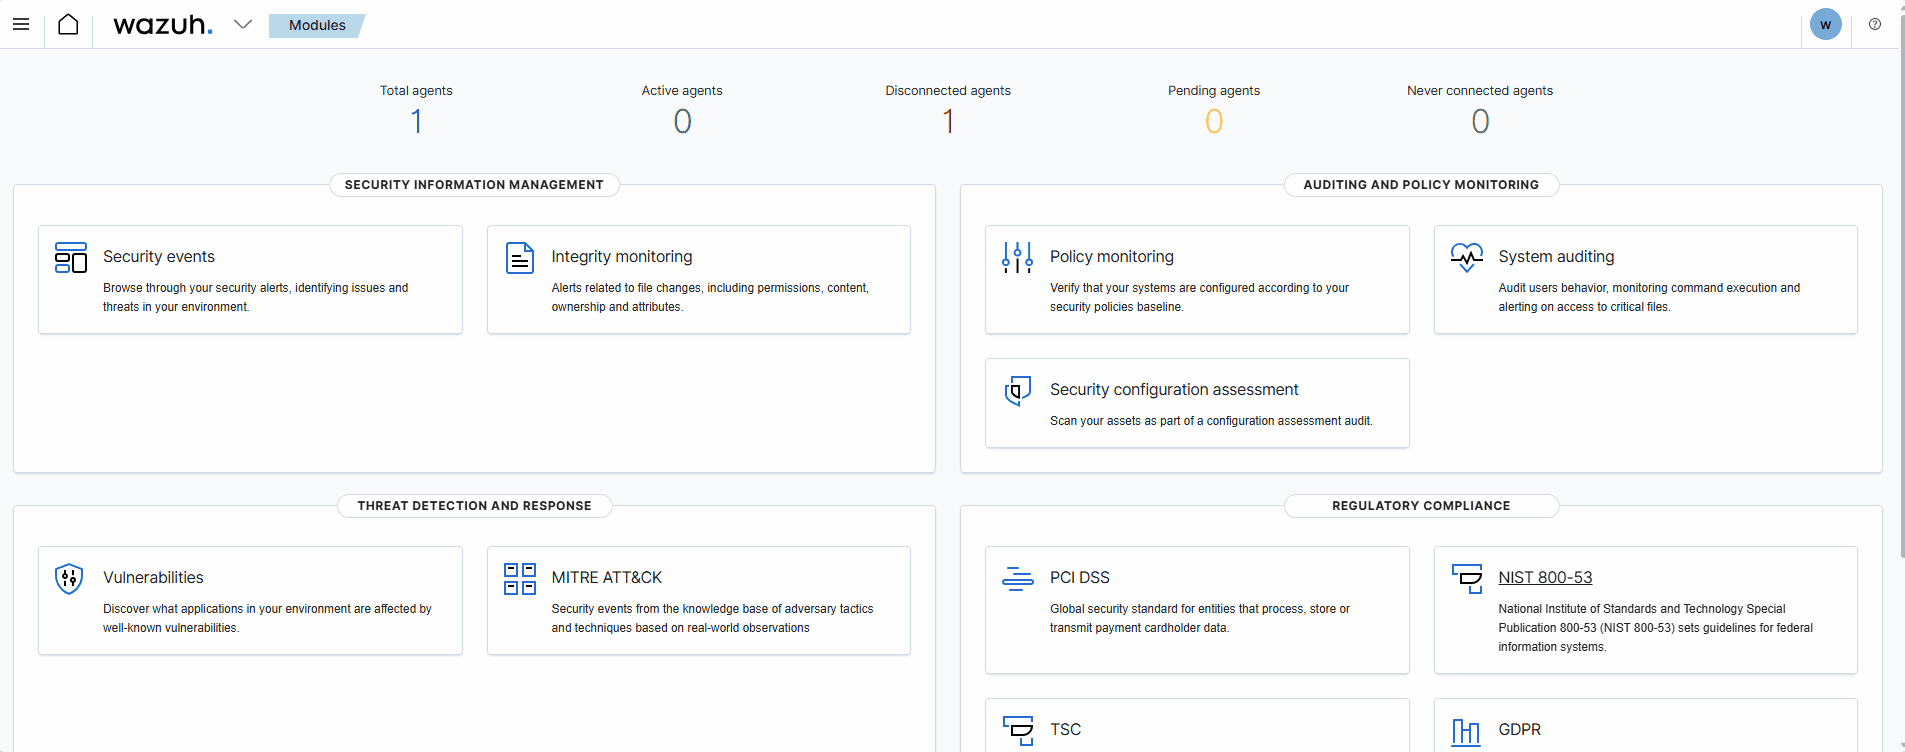 wazuh.
Modules
w
Total agents
1
Active agents
0
Disconnected agents
1
Pending agents
0
Never connected agents
0
SECURITY INFORMATION MANAGEMENT
Security events
Browse through your security alerts, identifying issues and
threats in your environment.
Integrity monitoring
Alerts related to file changes, including permissions, content,
ownership and attributes.
AUDITING AND POLICY MONITORING
Policy monitoring
Verify that your systems are configured according to your
security policies baseline.
System auditing
Audit users behavior, monitoring command execution and
alerting on access to critical files.
Security configuration assessment
Scan your assets as part of a configuration assessment audit.
THREAT DETECTION AND RESPONSE
Vulnerabilities
Discover what applications in your environment are affected by
well-known vulnerabilities.
MITRE ATT&CK
Security events from the knowledge base of adversary tactics
and techniques based on real-world observations
REGULATORY COMPLIANCE
PCI DSS
Global security standard for entities that process, store or
transmit payment cardholder data.
NIST 800-53
National Institute of Standards and Technology Special
Publication 800-53 (NIST 800-53) sets guidelines for federal
information systems.
TSC
GDPR